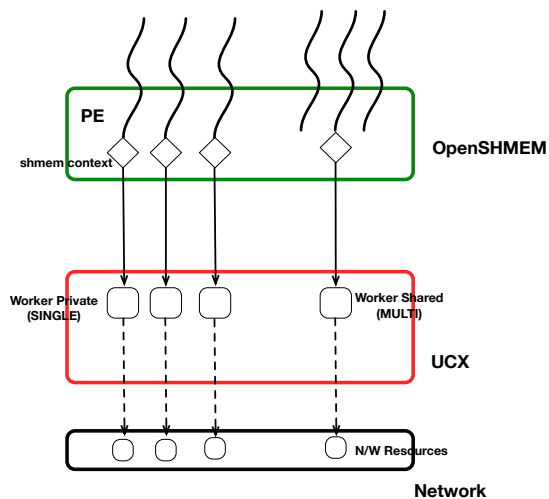 PE
OpenSHMEM
shmem context
Worker Private
(SINGLE)
Worker Shared
(MULTI)
UCX
N/W Resources
Network